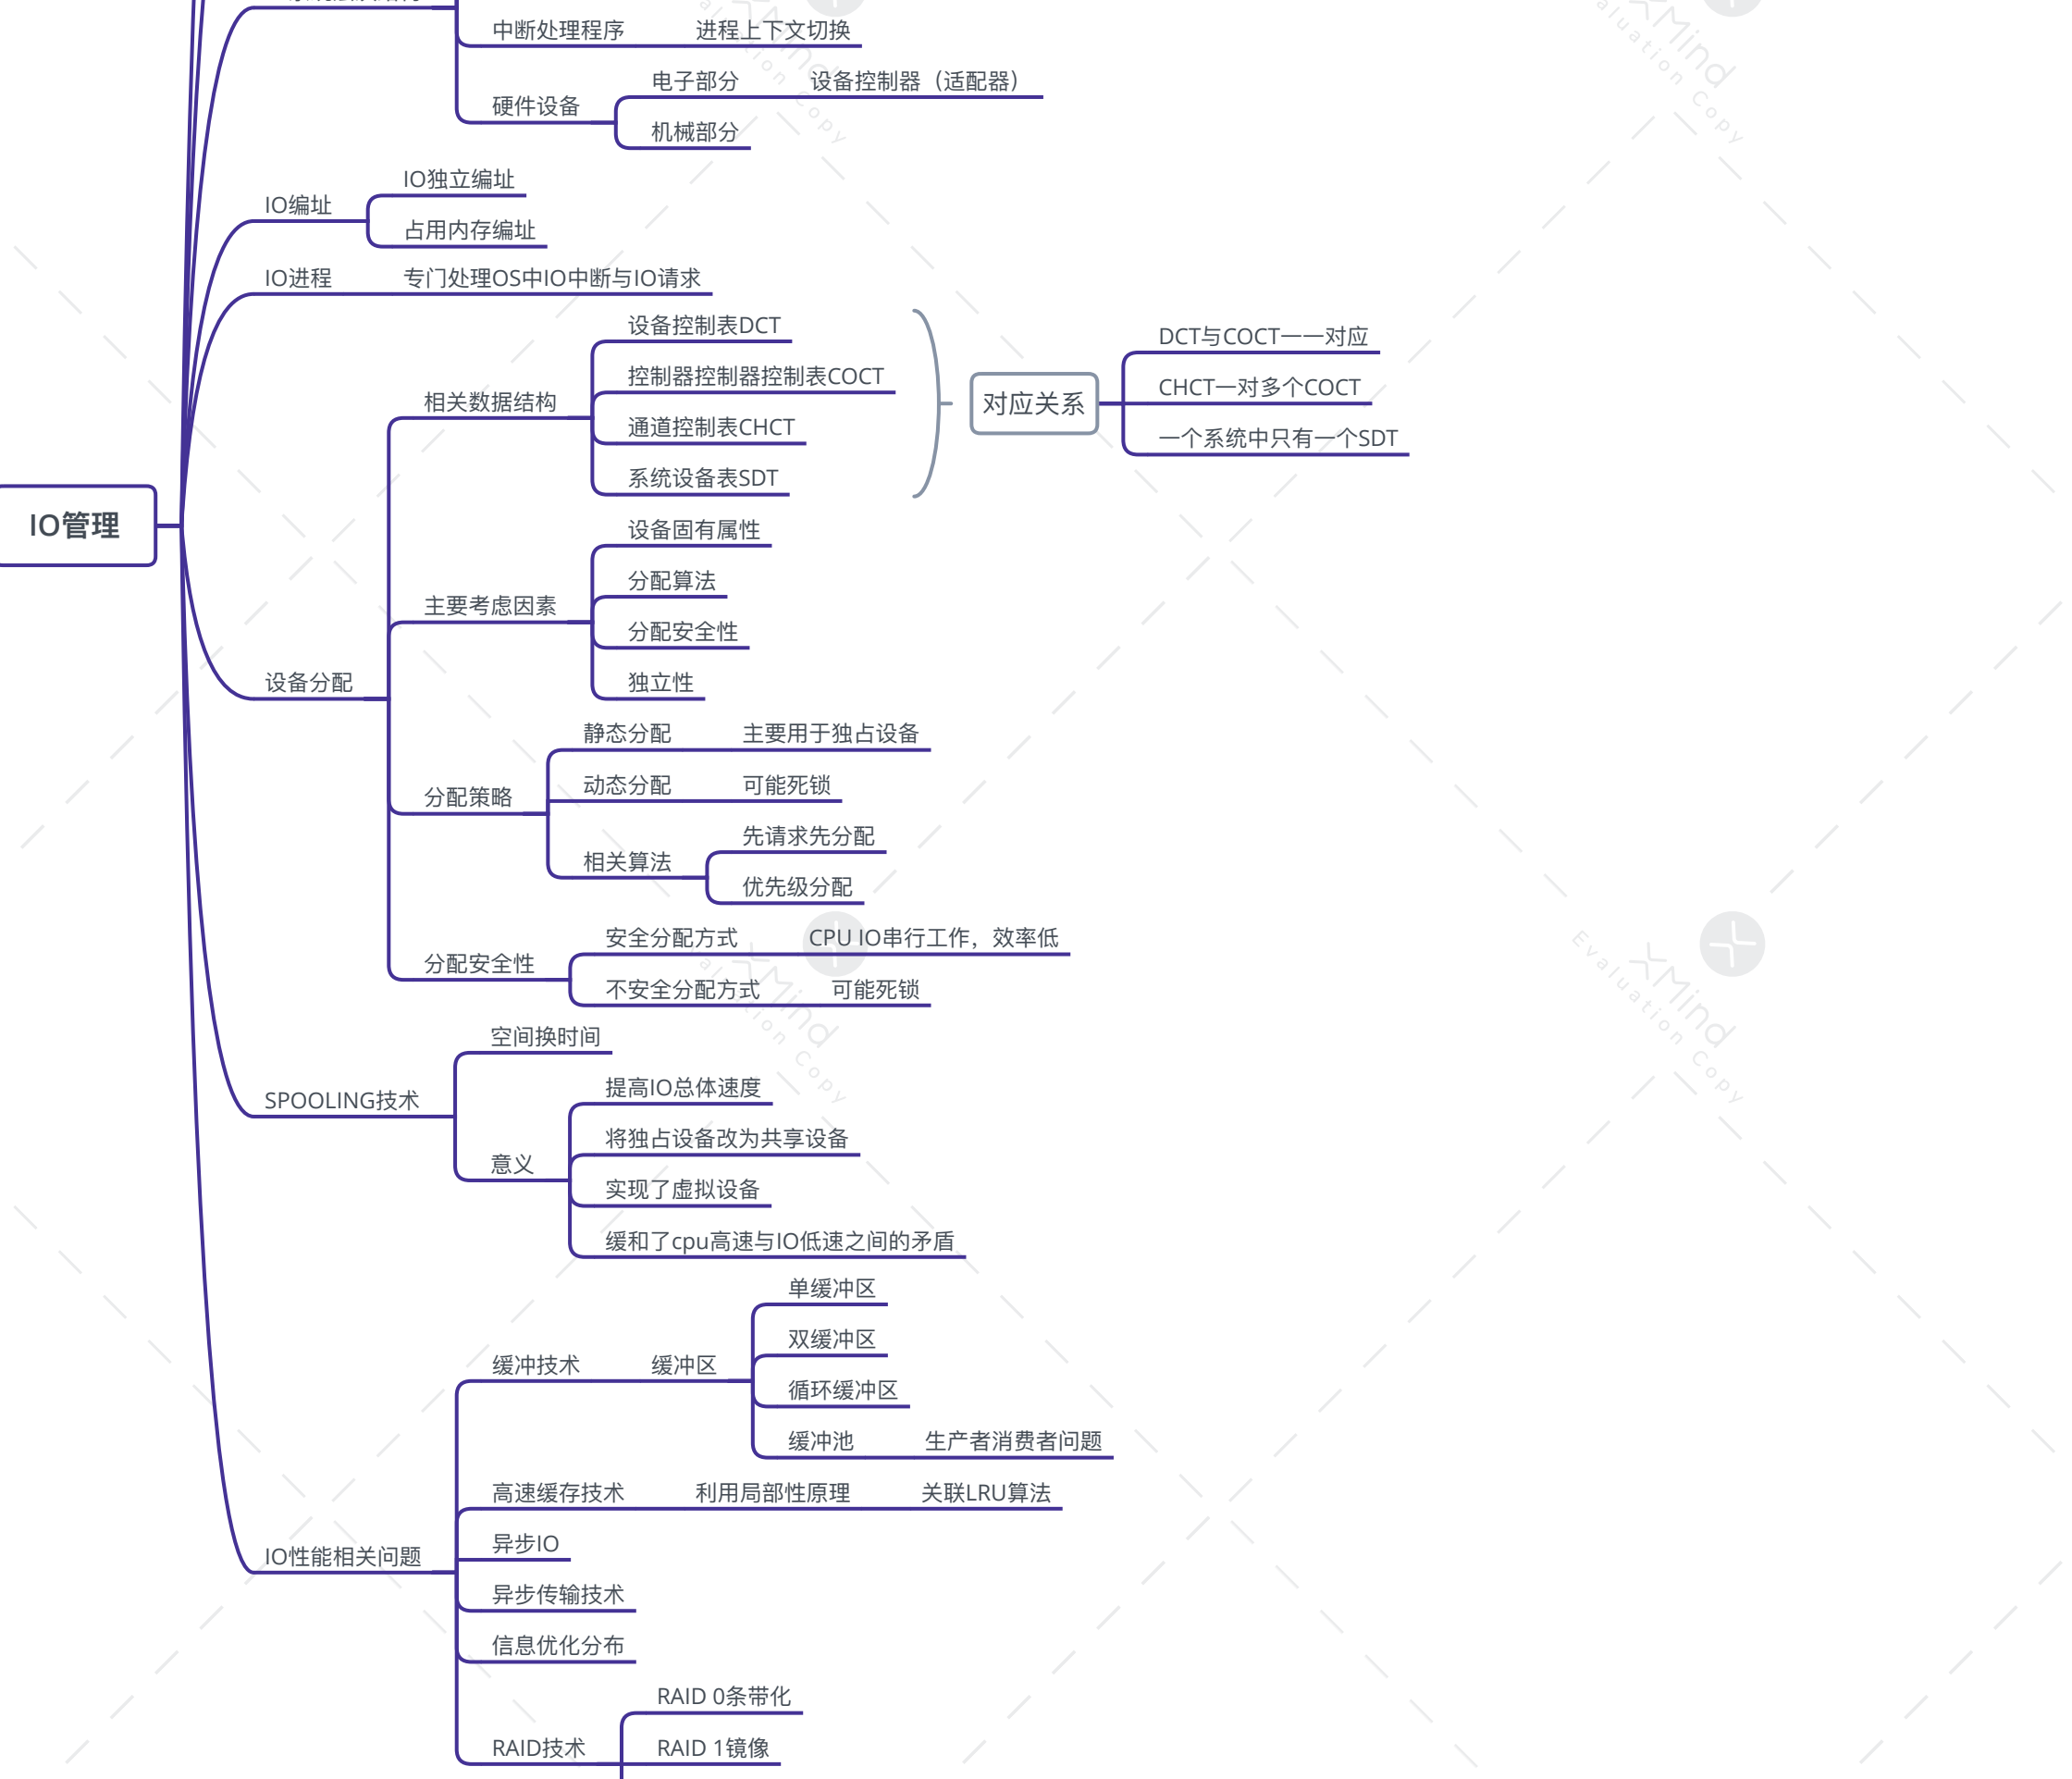 中断处理程序
进程上下文切换
硬件设备
电子部分
设备控制器（适配器）
机械部分
IO编址
IO独立编址
占用内存编址
IO进程
专门处理OS中IO中断与IO请求
IO管理
设备分配
相关数据结构
设备控制表DCT
控制器控制器控制表COCT
通道控制表CHCT
系统设备表SDT
对应关系
DCT与COCT一一对应
CHCT一对多个COCT
一个系统中只有一个SDT
主要考虑因素
设备固有属性
分配算法
分配安全性
独立性
分配策略
静态分配
主要用于独占设备
动态分配
可能死锁
相关算法
先请求先分配
优先级分配
分配安全性
安全分配方式
CPU IO串行工作，效率低
不安全分配方式
可能死锁
SPOOLING技术
空间换时间
意义
提高IO总体速度
将独占设备改为共享设备
实现了虚拟设备
缓和了cpu高速与IO低速之间的矛盾
IO性能相关问题
缓冲技术
缓冲区
单缓冲区
双缓冲区
循环缓冲区
缓冲池
生产者消费者问题
高速缓存技术
利用局部性原理
关联LRU算法
异步IO
异步传输技术
信息优化分布
RAID技术
RAID 0条带化
RAID 1镜像
XMind
Evaluation Copy